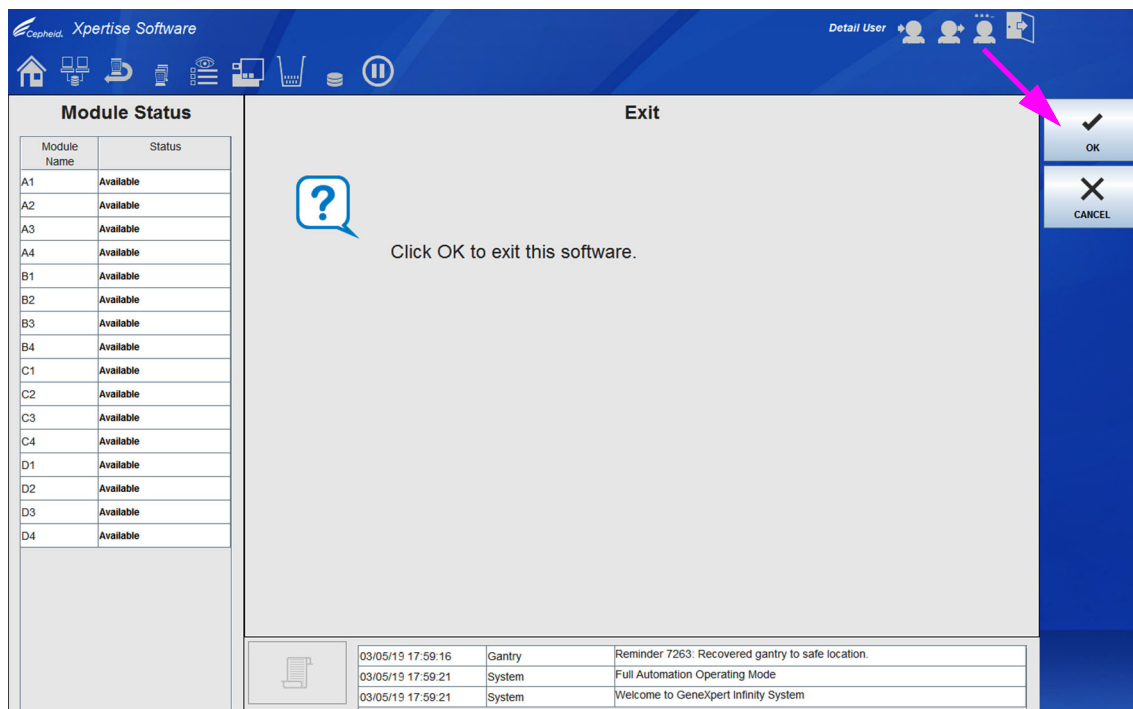 Cepheid. Xpertise Software
Detail User
Module Status
Exit
Module Name Status
A1 Available
A2 Available
A3 Available
A4 Available
B1 Available
B2 Available
B3 Available
B4 Available
C1 Available
C2 Available
C3 Available
C4 Available
D1 Available
D2 Available
D3 Available
D4 Available
?
Click OK to exit this software.
OK
CANCEL
03/05/19 17:59:16 Gantry Reminder 7263: Recovered gantry to safe location.
03/05/19 17:59:21 System Full Automation Operating Mode
03/05/19 17:59:21 System Welcome to GeneXpert Infinity System